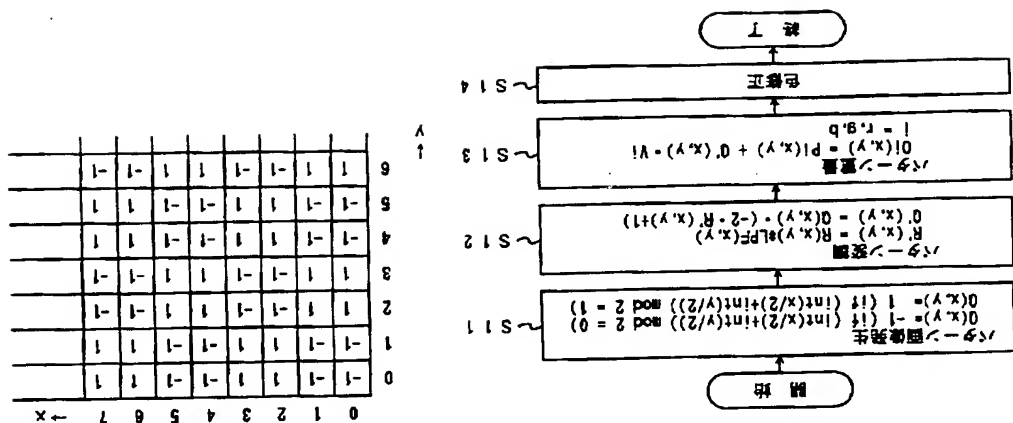 開 始
パターン画像発生
Q(x,y)= -1 (if (int(x/2)+int(y/2)) mod 2 = 0)
Q(x,y)= 1 (if (int(x/2)+int(y/2)) mod 2 = 1)
S11
パターン変調
R'(x,y) = R(x,y)*LPF(x,y)
Q'(x,y) = Q(x,y)・(-2・R'(x,y)+1)
S12
パターン重畳
Oi(x,y) = Pi(x,y) + Q'(x,y)・Vi
i = r,g,b
S13
色修正
S14
終 了
0 1 2 3 4 5 6 7 → x
0 -1 -1 1 1 -1 -1 1 1
1 -1 -1 1 1 -1 -1 1 1
2 1 1 -1 -1 1 1 -1 -1
3 1 1 -1 -1 1 1 -1 -1
4 -1 -1 1 1 -1 -1 1 1
5 -1 -1 1 1 -1 -1 1 1
6 1 1 -1 -1 1 1 -1 -1
↓
y